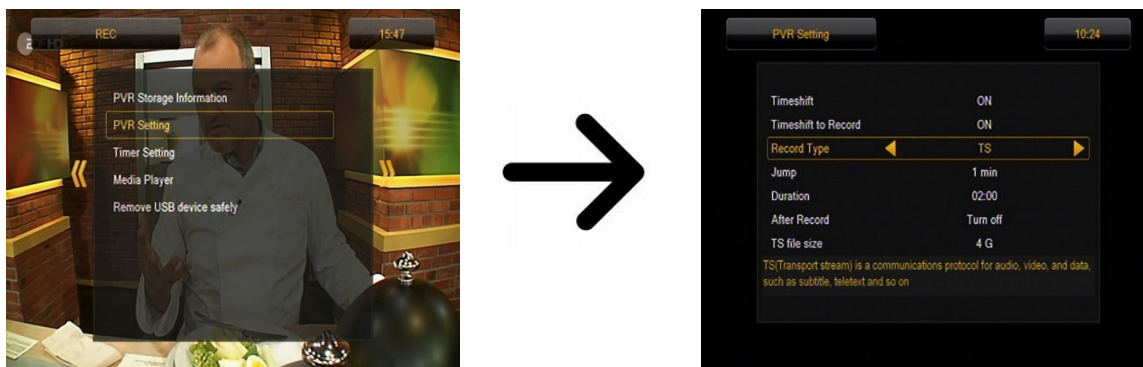 REC
15:47
PVR Storage Information
PVR Setting
Timer Setting
Media Player
Remove USB device safely
PVR Setting
10:24
Timeshift ON
Timeshift to Record ON
Record Type TS
Jump 1 min
Duration 02:00
After Record Turn off
TS file size 4 G
TS(Transport stream) is a communications protocol for audio, video, and data,
such as subtitle, teletext and so on